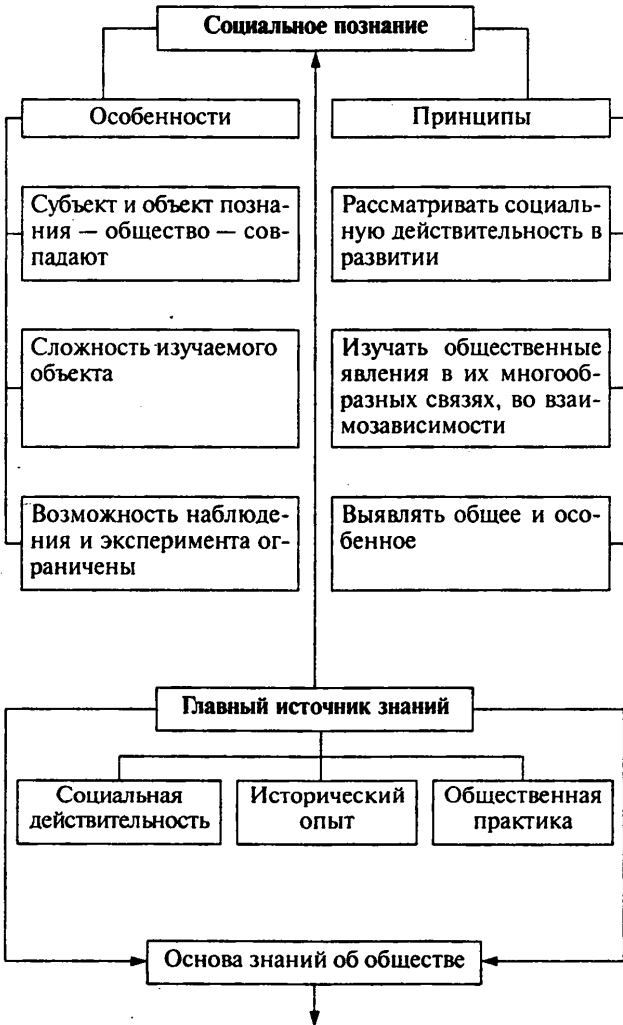 Социальное познание
Особенности
Принципы
Субъект и объект позна-
ния — общество — сов-
падают
Рассматривать социаль-
ную действительность в
развитии
Сложность изучаемого
объекта
Изучать общественные
явления в их многооб-
разных связях, во взаи-
мозависимости
Возможность наблюде-
ния и эксперимента ог-
раничены
Выявлять общее и осо-
бенное
Главный источник знаний
Социальная
действительность
Исторический
опыт
Общественная
практика
Основа знаний об обществе